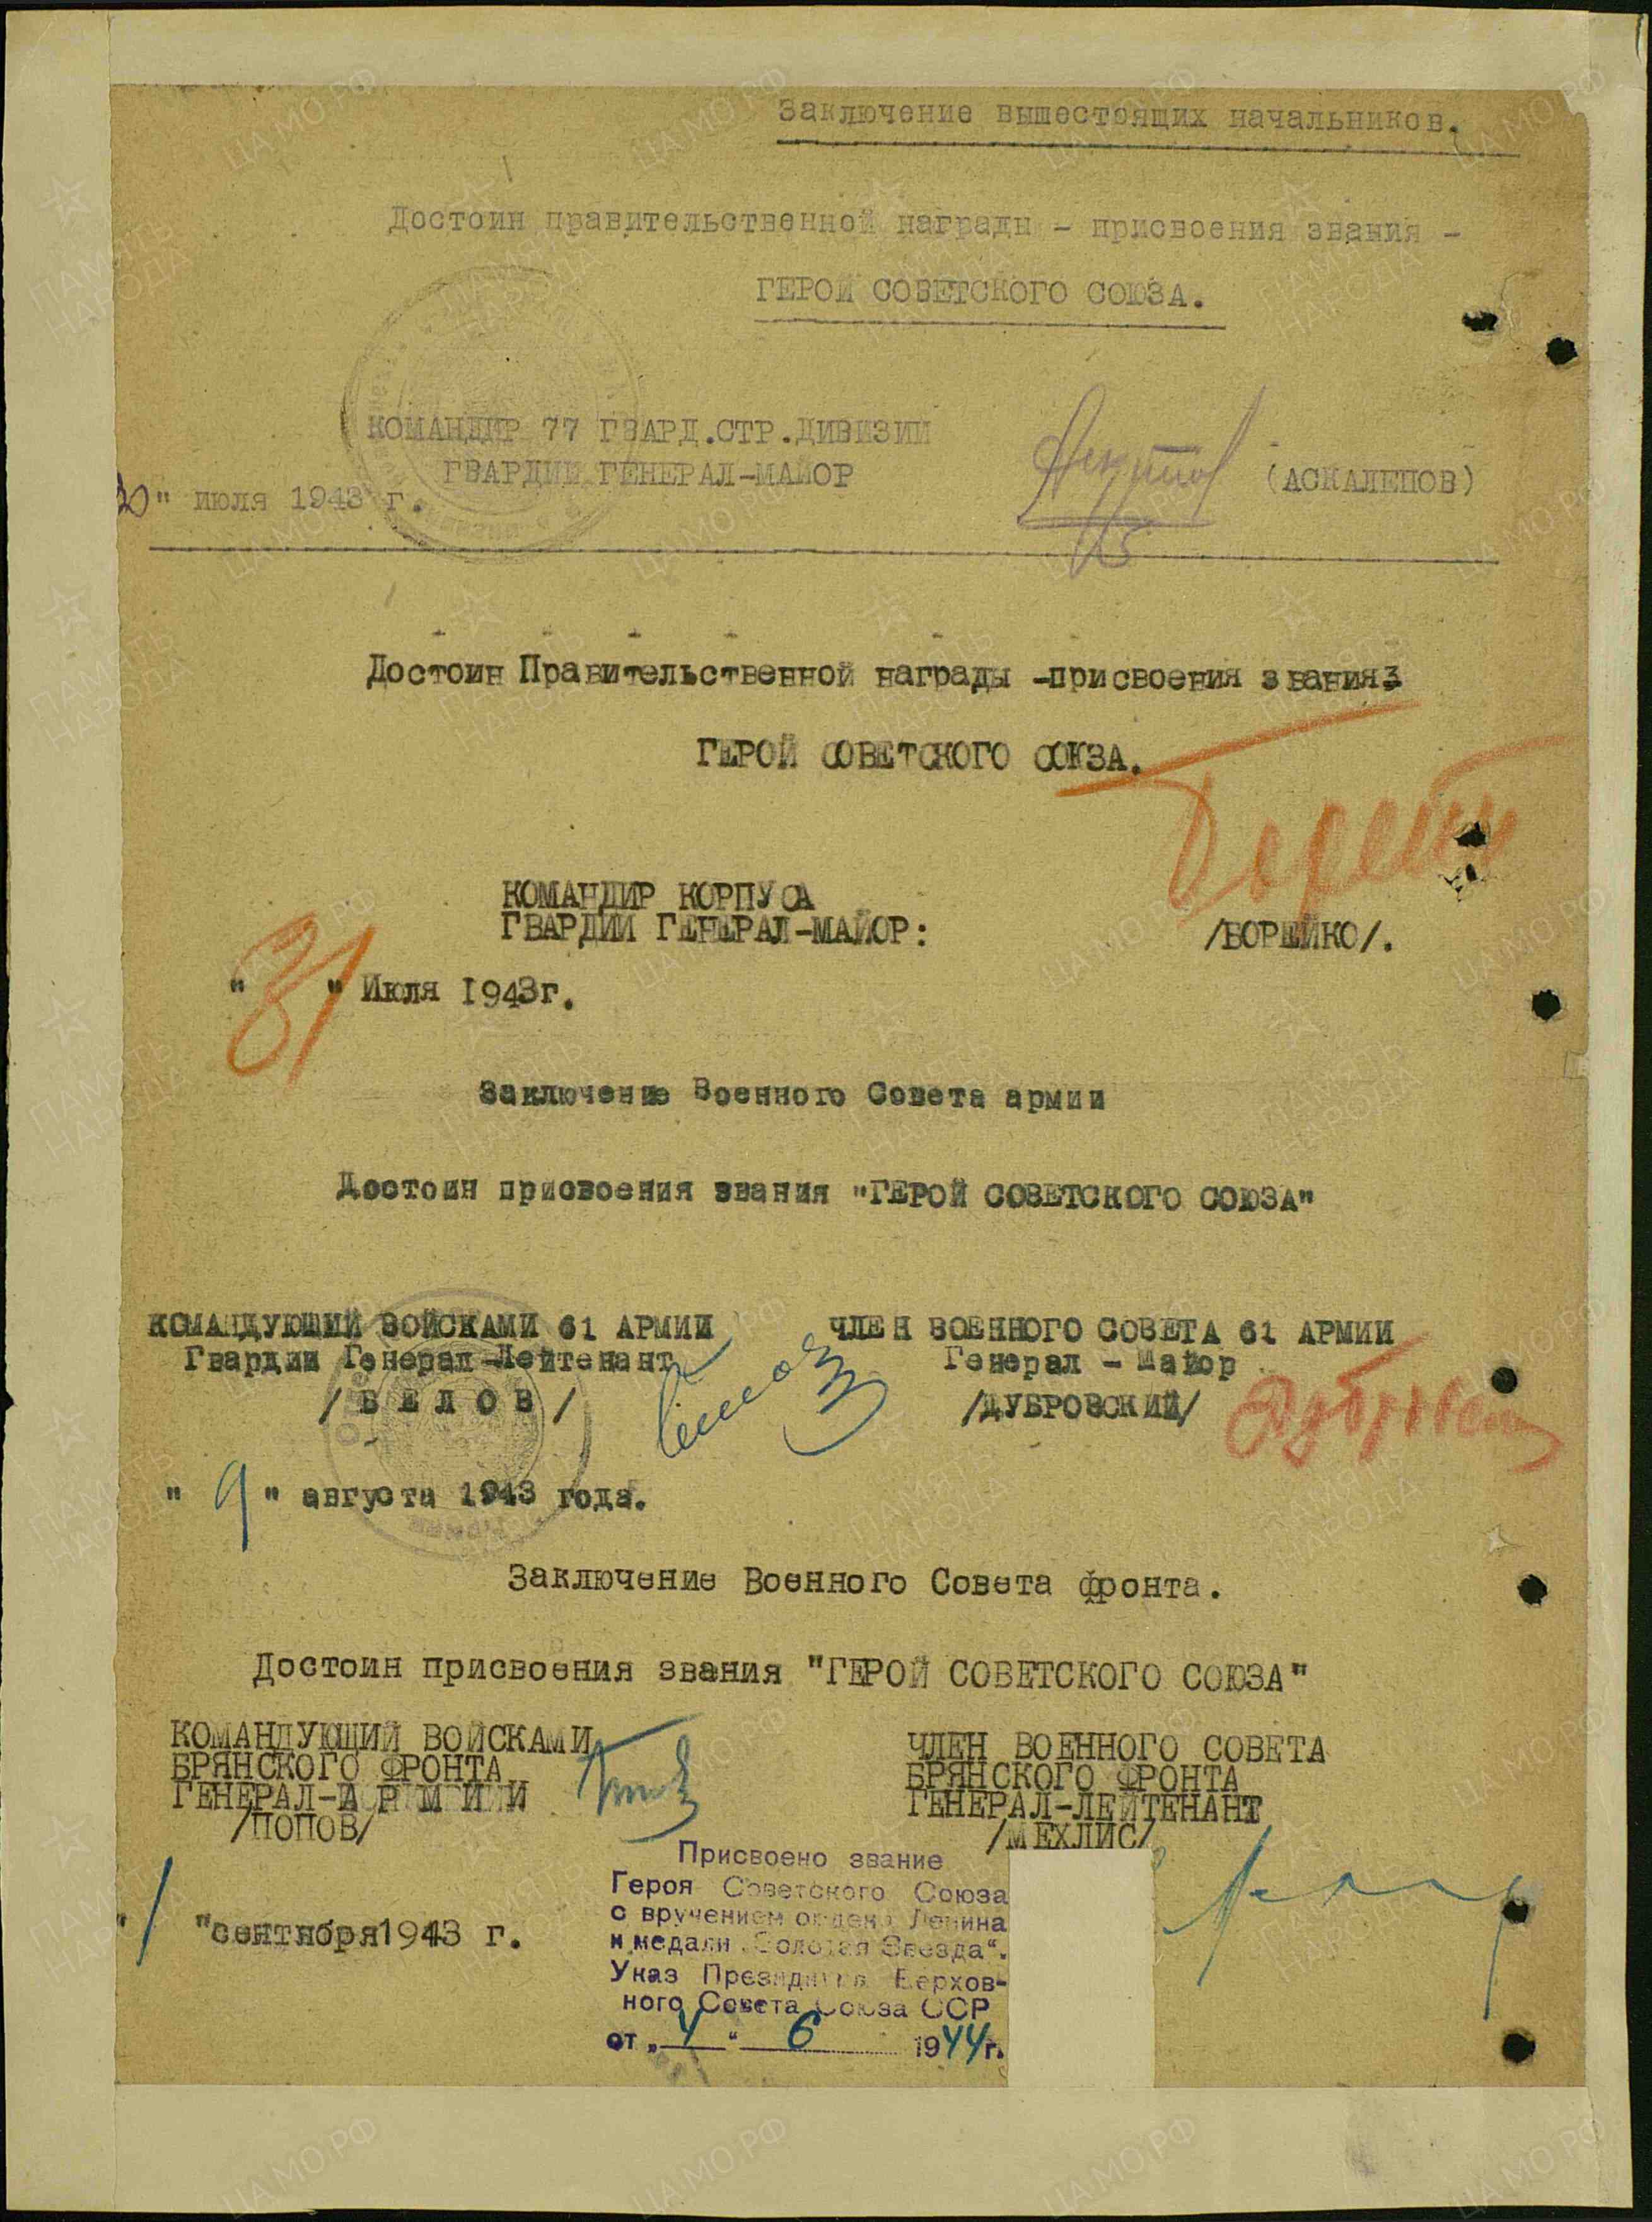 Заключение вышестоящих начальников.
Достоин правительственной награды - присвоения звания -
ГЕРОЙ СОВЕТСКОГО СОЮЗА.
КОМАНДИР 77 ГВАРД.СТР.ДИВИЗИИ
ГВАРДИИ ГЕНЕРАЛ-МАЙОР (АСКАЛЕПОВ)
30" июля 1943 г.
Достоин Правительственной награды -присвоения звания
ГЕРОЙ СОВЕТСКОГО СОЮЗА.
КОМАНДИР КОРПУСА
ГВАРДИИ ГЕНЕРАЛ-МАЙОР: /БОРЕЙКО/.
"31" Июля 1943г.
Заключение Военного Совета армии
Достоин присвоения звания "ГЕРОЙ СОВЕТСКОГО СОЮЗА"
КОМАНДУЮЩИЙ ВОЙСКАМИ 61 АРМИИ ЧЛЕН ВОЕННОГО СОВЕТА 61 АРМИИ
Гвардии Генерал-Лейтенант Генерал - Майор
/БЕЛОВ/ /ДУБРОВСКИЙ/
"9" августа 1943 года.
Заключение Военного Совета фронта.
Достоин присвоения звания "ГЕРОЙ СОВЕТСКОГО СОЮЗА"
КОМАНДУЮЩИЙ ВОЙСКАМИ ЧЛЕН ВОЕННОГО СОВЕТА
БРЯНСКОГО ФРОНТА БРЯНСКОГО ФРОНТА
ГЕНЕРАЛ-АРМИИ ГЕНЕРАЛ-ЛЕЙТЕНАНТ
/ПОПОВ/ /МЕХЛИС/
"1"сентября1943 г.
Присвоено звание
Героя Советского Союза
с вручением ордена Ленина
и медали „Золотая Звезда“.
Указ Президиума Верхов-
ного Совета Союза ССР
от „4“ 6 1944г.